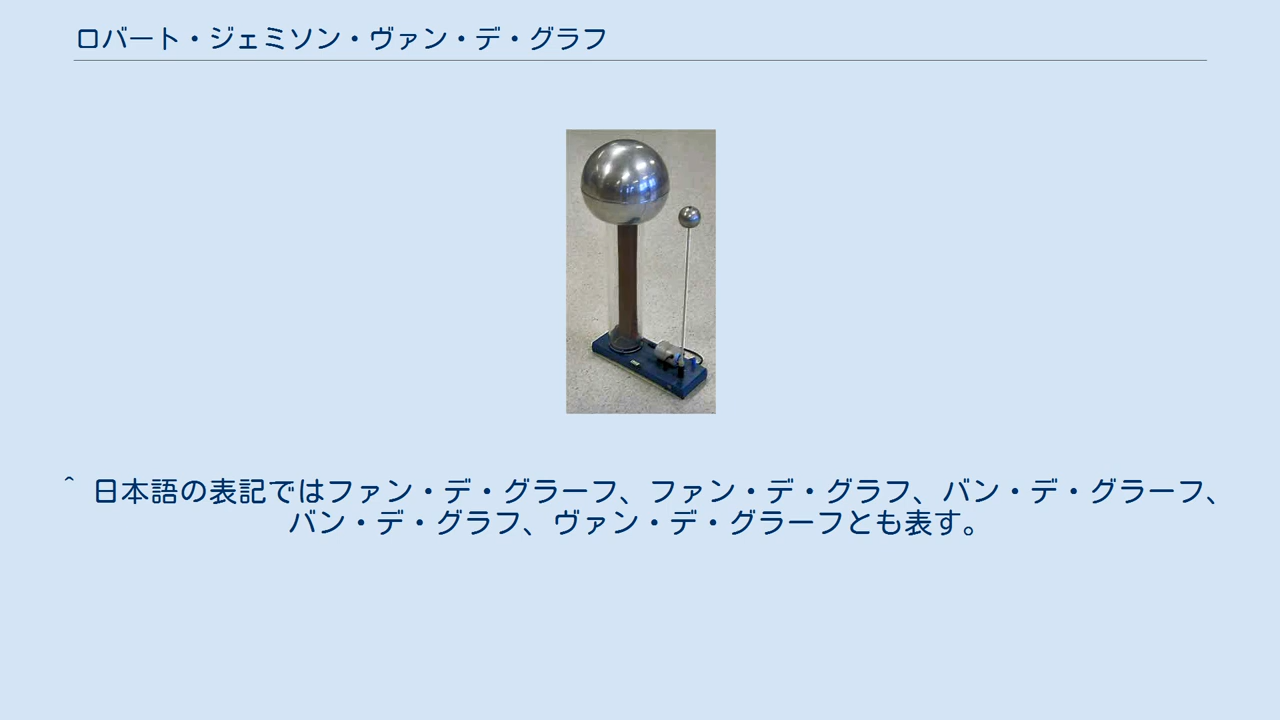 ロバート・ジェミソン・ヴァン・デ・グラフ
^ 日本語の表記ではファン・デ・グラーフ、ファン・デ・グラフ、バン・デ・グラーフ、
バン・デ・グラフ、ヴァン・デ・グラーフとも表す。